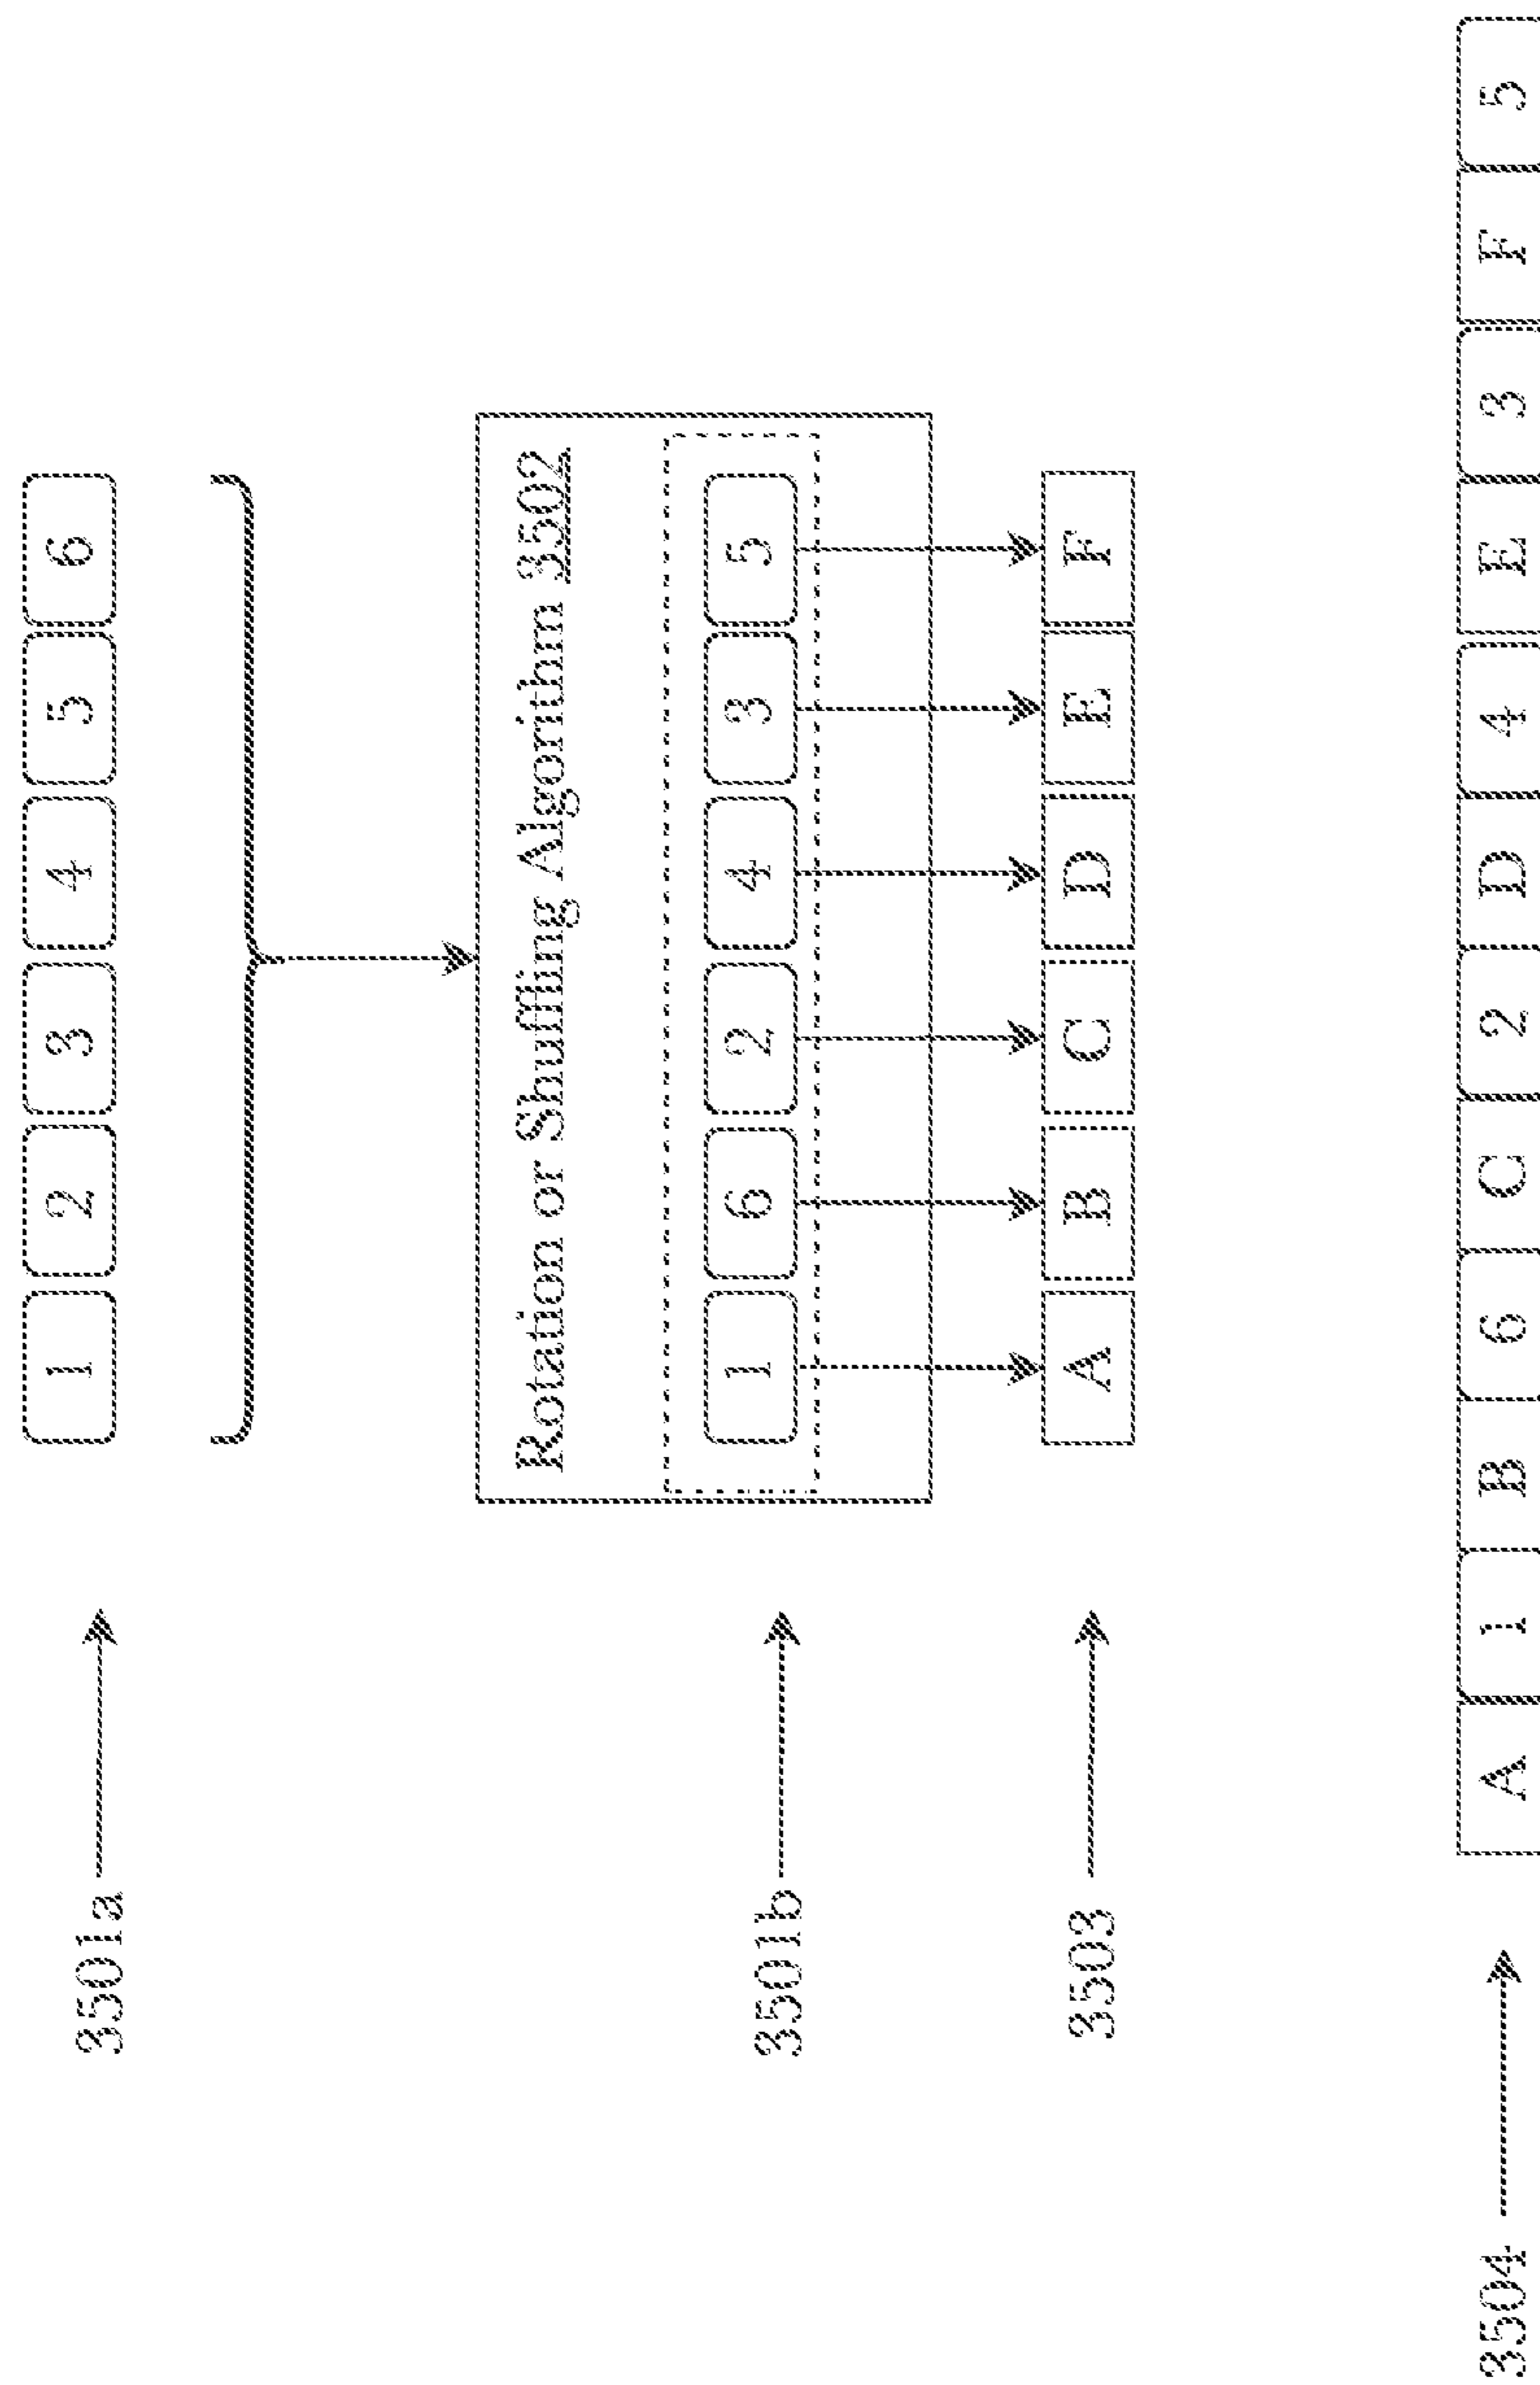 3501a 1 2 3 4 5 6
Rotation or Shuffling Algorithm 3502
3501b 1 6 2 4 3 5
3503 A B C D E F
3504 A 1 B 6 C 2 D 4 E 3 F 5